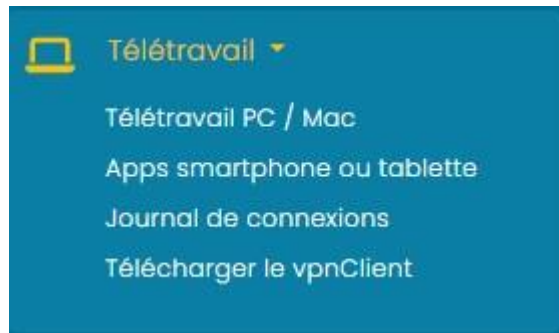 Télétravail
Télétravail PC / Mac
Apps smartphone ou tablette
Journal de connexions
Télécharger le vpnClient